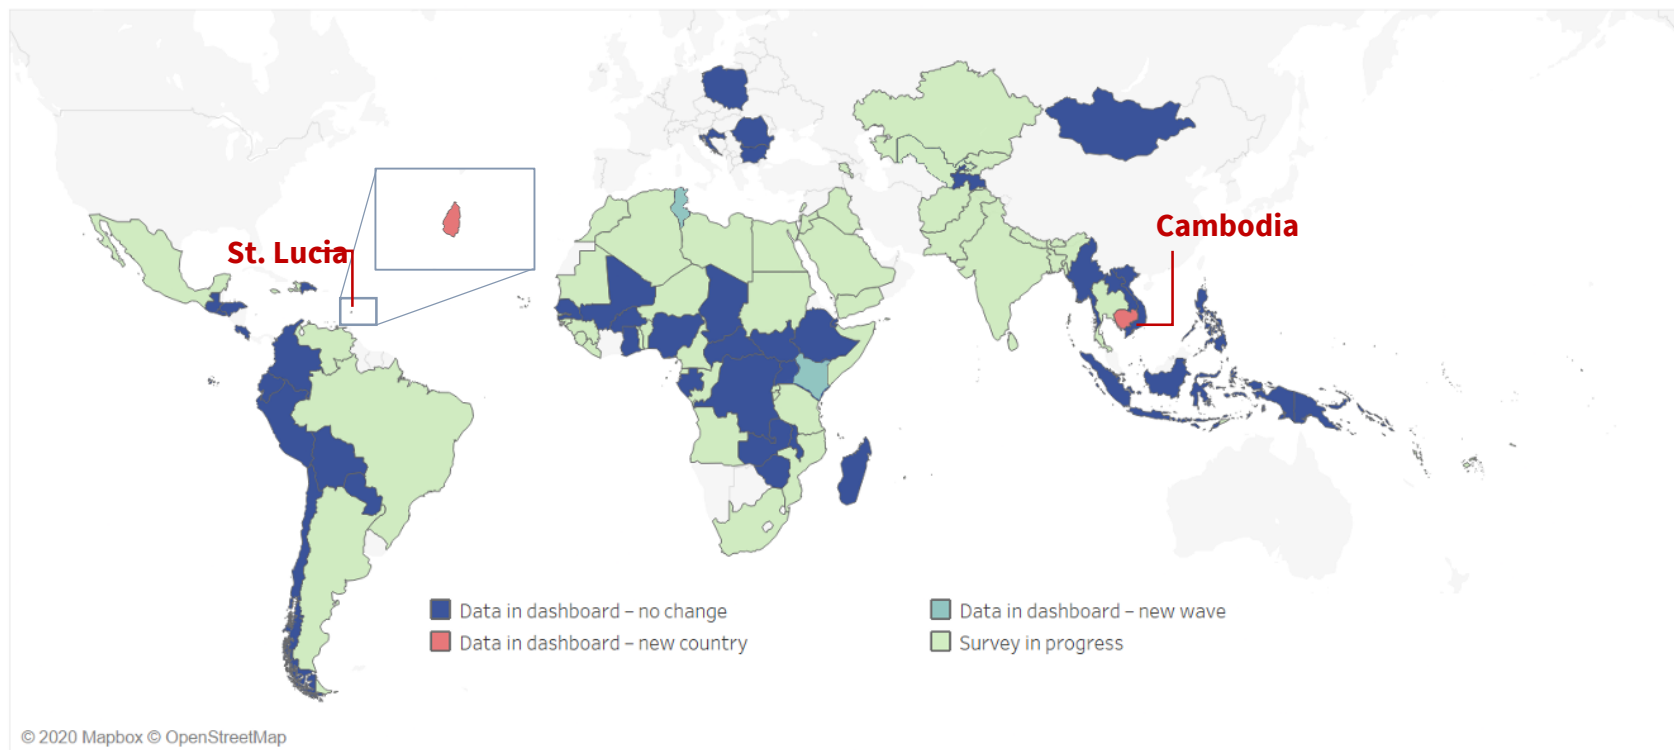 St. Lucia
Cambodia
Data in dashboard – no change
Data in dashboard – new country
Data in dashboard – new wave
Survey in progress
© 2020 Mapbox © OpenStreetMap